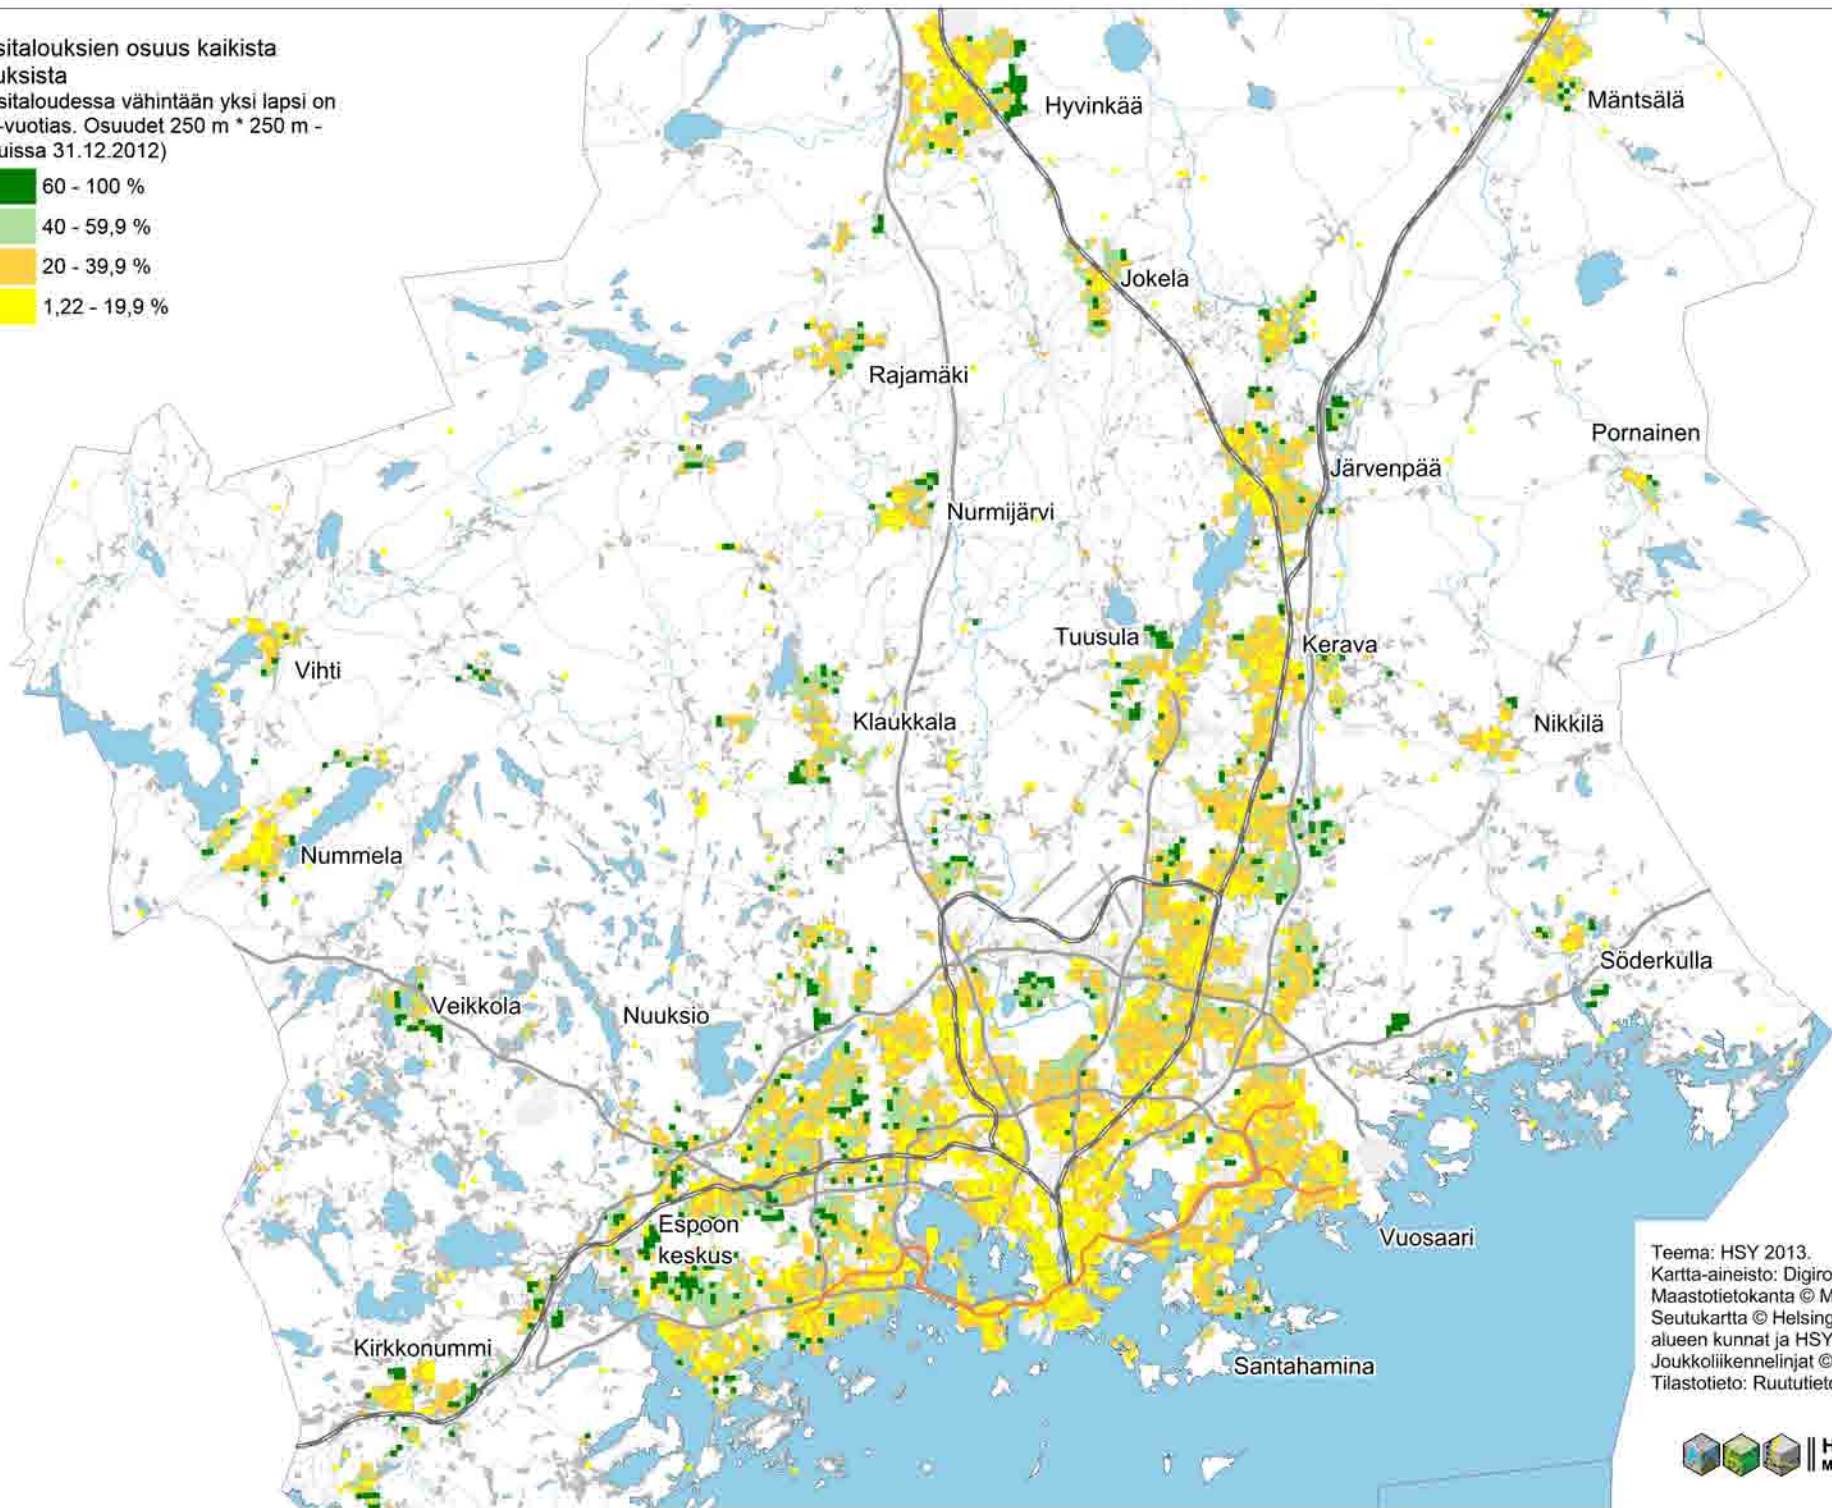 sitalouksien osuus kaikista
uksista
sitaloudessa vähintään yksi lapsi on
-vuotias. Osuudet 250 m * 250 m -
uissa 31.12.2012)
60 - 100 %
40 - 59,9 %
20 - 39,9 %
1,22 - 19,9 %
Hyvinkää
Mäntsälä
Jokela
Rajamäki
Pornainen
Järvenpää
Nurmijärvi
Tuusula
Kerava
Vihti
Klaukkala
Nikkilä
Nummela
Söderkulla
Veikkola
Nuuksio
Espoon
keskus
Vuosaari
Kirkkonummi
Santahamina
Teema: HSY 2013.
Kartta-aineisto: Digiro
Maastotietokanta © M
Seutukartta © Helsing
alueen kunnat ja HSY
Joukkoliikennelinjat ©
Tilastotieto: Ruututiet
H
M